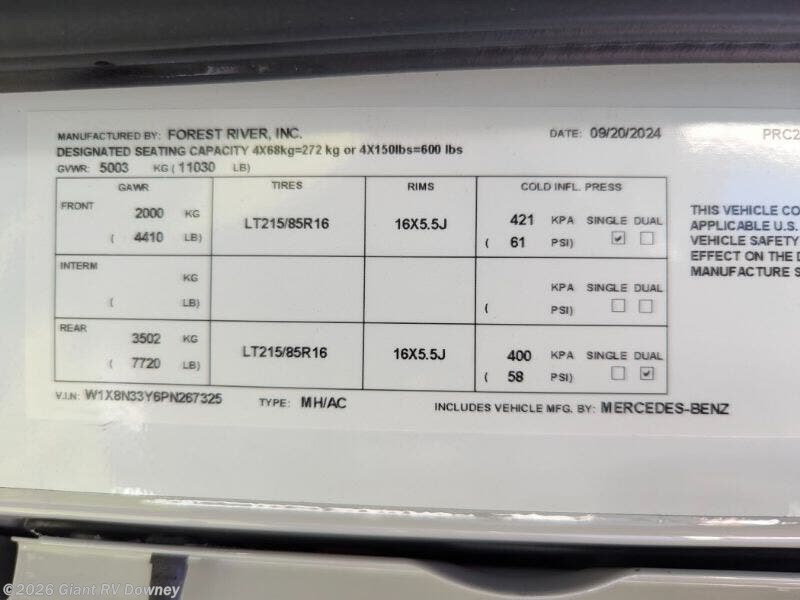 MANUFACTURED BY: FOREST RIVER, INC. DATE: 09/20/2024
DESIGNATED SEATING CAPACITY 4X68kg=272 kg or 4X150lbs=600 lbs
GVWR: 5003 KG ( 11030 LB)
GAWR TIRES RIMS COLD INFL. PRESS
FRONT 2000 KG LT215/85R16 16X5.5J 421 KPA SINGLE DUAL
( 4410 LB) ( 61 PSI)
INTERM KG KPA SINGLE DUAL
( LB) ( PSI)
REAR 3502 KG LT215/85R16 16X5.5J 400 KPA SINGLE DUAL
( 7720 LB) ( 58 PSI)
V.I.N: W1X8N33Y6PN267325 TYPE: MH/AC INCLUDES VEHICLE MFG. BY: MERCEDES-BENZ
PRC2
THIS VEHICLE CO
APPLICABLE U.S.
VEHICLE SAFETY
EFFECT ON THE D
MANUFACTURE S
©2026 Giant RV Downey